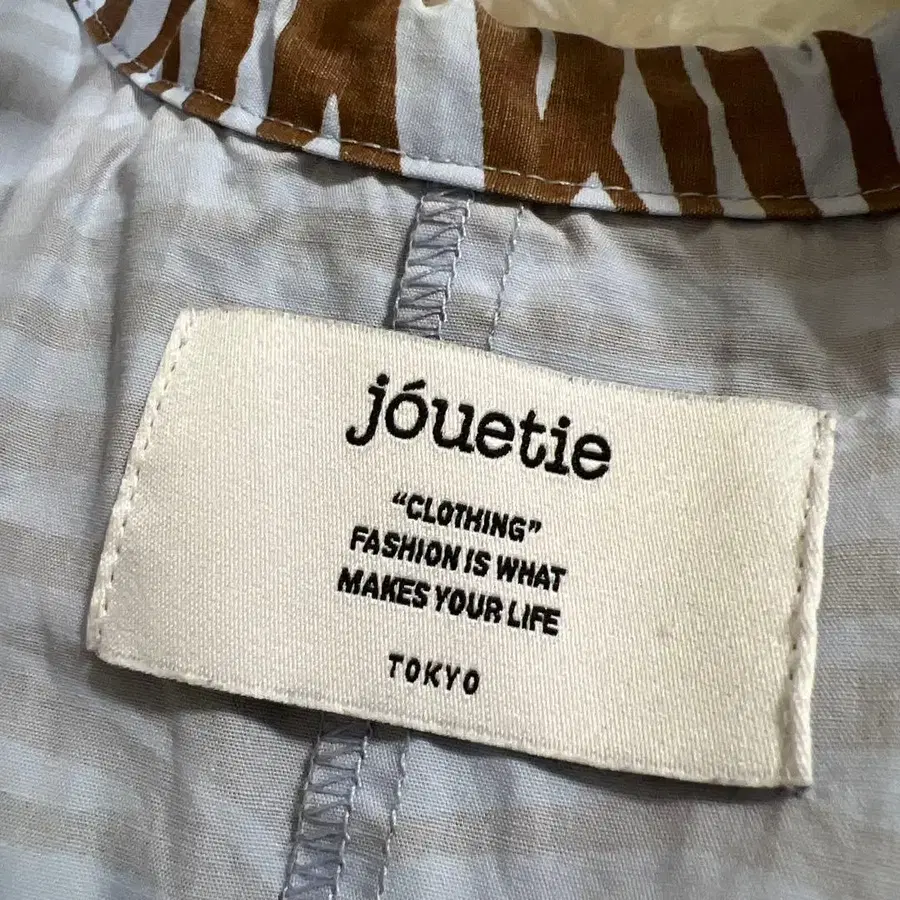 jóuetie
“CLOTHING”
FASHION IS WHAT
MAKES YOUR LIFE
TOKYO